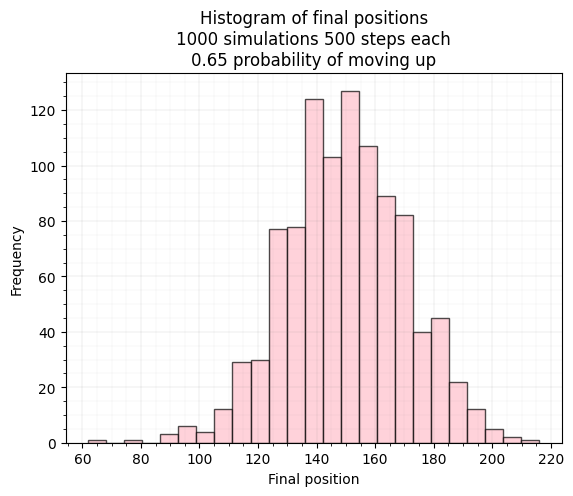 Histogram of final positions
1000 simulations 500 steps each
0.65 probability of moving up
120
100
80
60
40
20
0
Frequency
60 80 100 120 140 160 180 200 220
Final position